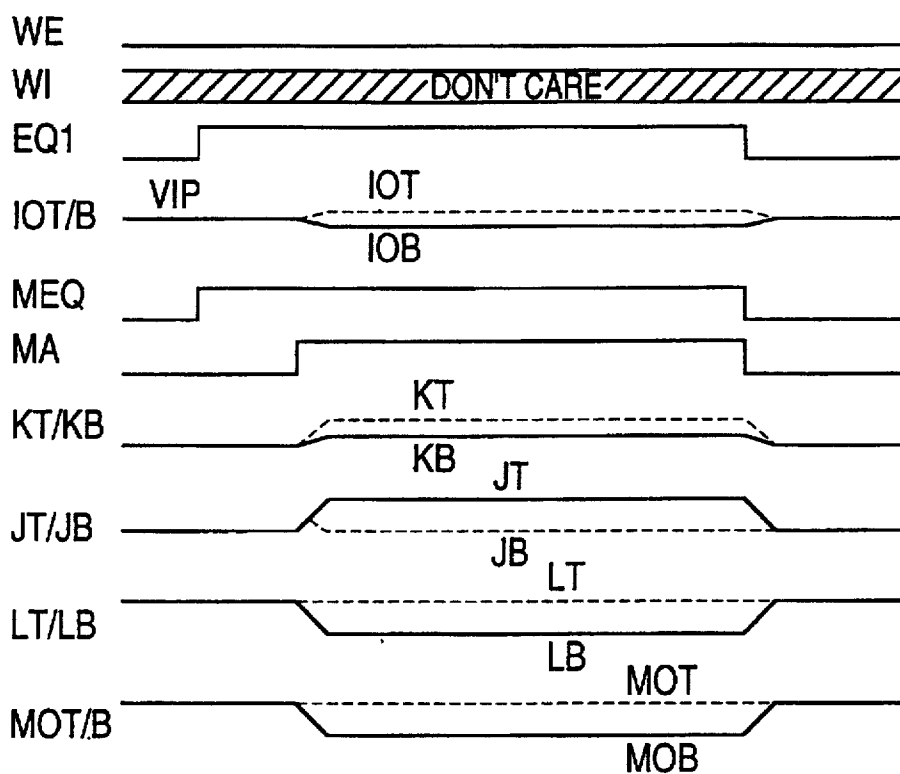 WE
WI DON'T CARE
EQ1
VIP IOT
IOT/B
IOB
MEQ
MA
KT
KT/KB
KB
JT
JT/JB
JB
LT
LT/LB
LB
MOT
MOT/B
MOB